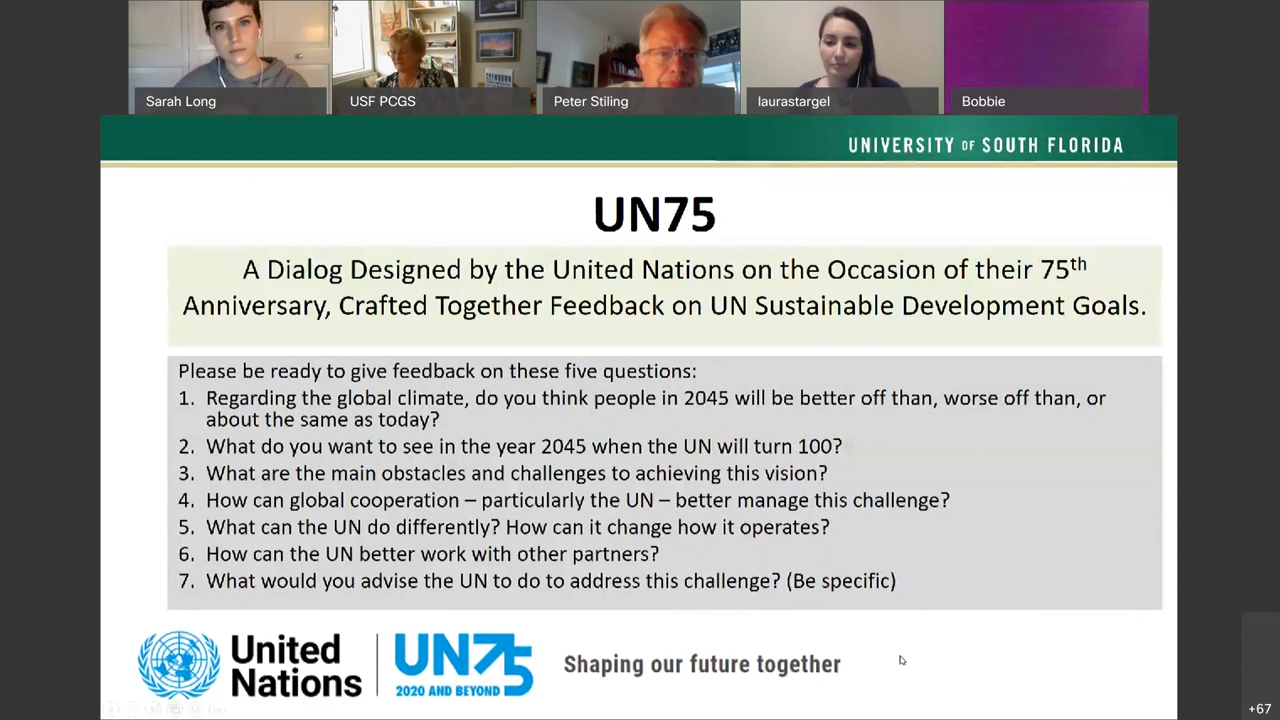 Sarah Long
USF PCGS
Peter Stiling
laurastargel
Bobbie
UNIVERSITY OF SOUTH FLORIDA
UN75
A Dialog Designed by the United Nations on the Occasion of their 75th
Anniversary, Crafted Together Feedback on UN Sustainable Development Goals.
Please be ready to give feedback on these five questions:
1. Regarding the global climate, do you think people in 2045 will be better off than, worse off than, or
about the same as today?
2. What do you want to see in the year 2045 when the UN will turn 100?
3. What are the main obstacles and challenges to achieving this vision?
4. How can global cooperation – particularly the UN – better manage this challenge?
5. What can the UN do differently? How can it change how it operates?
6. How can the UN better work with other partners?
7. What would you advise the UN to do to address this challenge? (Be specific)
United
Nations
UN75
2020 AND BEYOND
Shaping our future together
+67